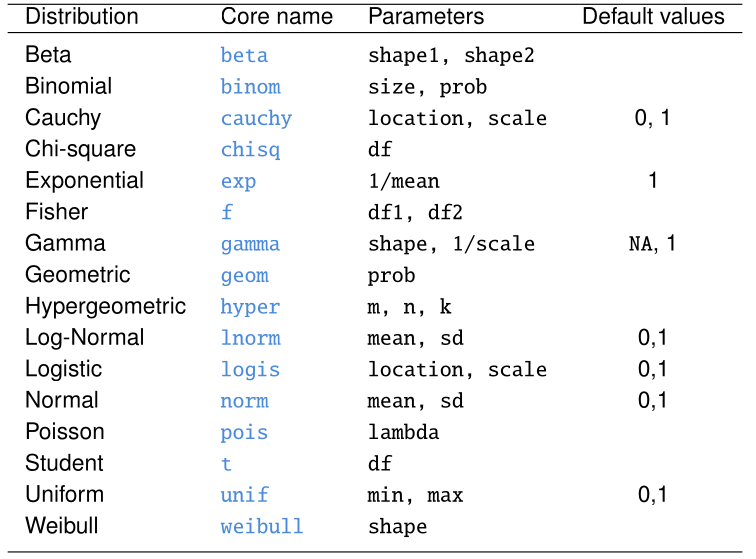 Distribution Core name Parameters Default values
Beta beta shape1, shape2
Binomial binom size, prob
Cauchy cauchy location, scale 0, 1
Chi-square chisq df
Exponential exp 1/mean 1
Fisher f df1, df2
Gamma gamma shape, 1/scale NA, 1
Geometric geom prob
Hypergeometric hyper m, n, k
Log-Normal lnorm mean, sd 0,1
Logistic logis location, scale 0,1
Normal norm mean, sd 0,1
Poisson pois lambda
Student t df
Uniform unif min, max 0,1
Weibull weibull shape